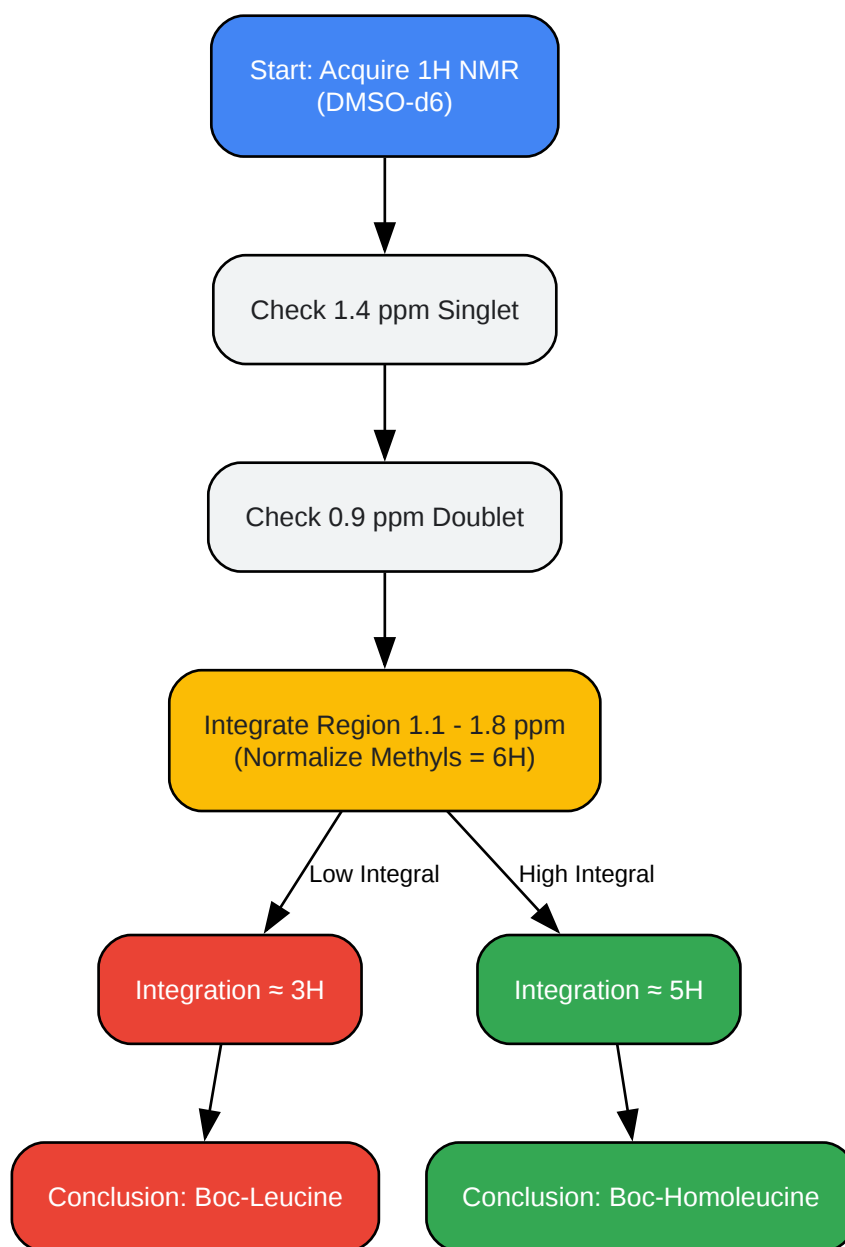 Start: Acquire 1H NMR
(DMSO-d6)
Check 1.4 ppm Singlet
Check 0.9 ppm Doublet
Integrate Region 1.1 - 1.8 ppm
(Normalize Methyls = 6H)
Low Integral
High Integral
Integration ≈ 3H
Integration ≈ 5H
Conclusion: Boc-Leucine
Conclusion: Boc-Homoleucine